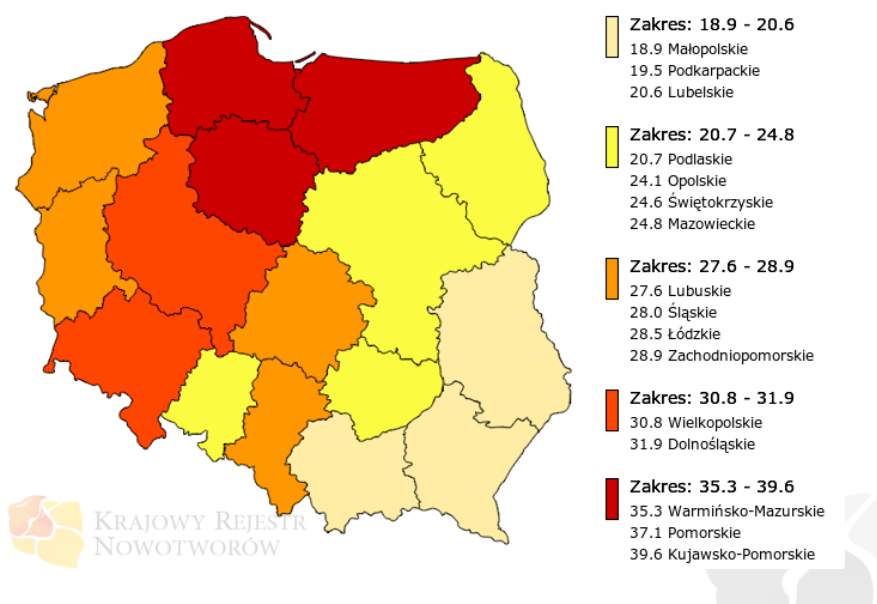 Zakres: 18.9 - 20.6
18.9 Małopolskie
19.5 Podkarpackie
20.6 Lubelskie
Zakres: 20.7 - 24.8
20.7 Podlaskie
24.1 Opolskie
24.6 Świętokrzyskie
24.8 Mazowieckie
Zakres: 27.6 - 28.9
27.6 Lubuskie
28.0 Śląskie
28.5 Łódzkie
28.9 Zachodniopomorskie
Zakres: 30.8 - 31.9
30.8 Wielkopolskie
31.9 Dolnośląskie
Zakres: 35.3 - 39.6
35.3 Warmińsko-Mazurskie
37.1 Pomorskie
39.6 Kujawsko-Pomorskie
Krajowy Rejestr
Nowotworów